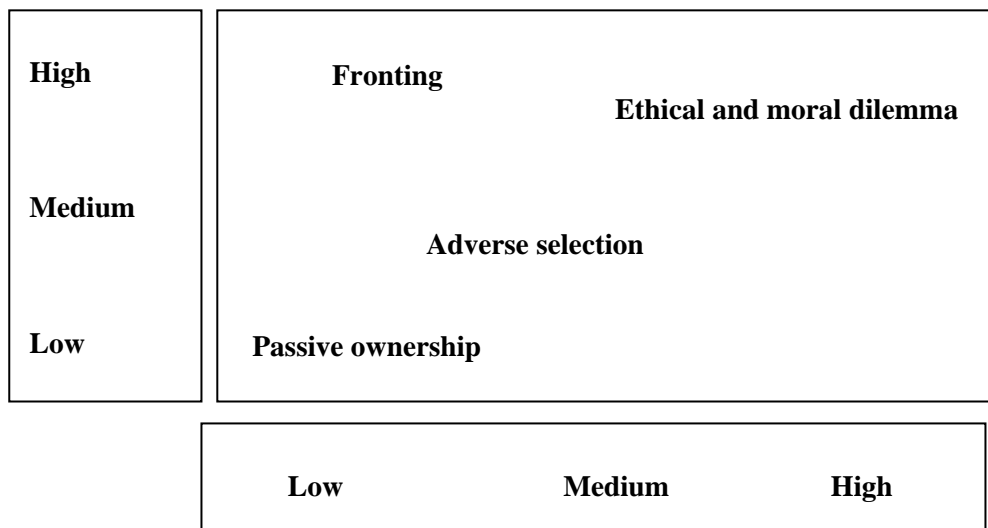 High
Fronting
Ethical and moral dilemma
Medium
Adverse selection
Low
Passive ownership
Low Medium High